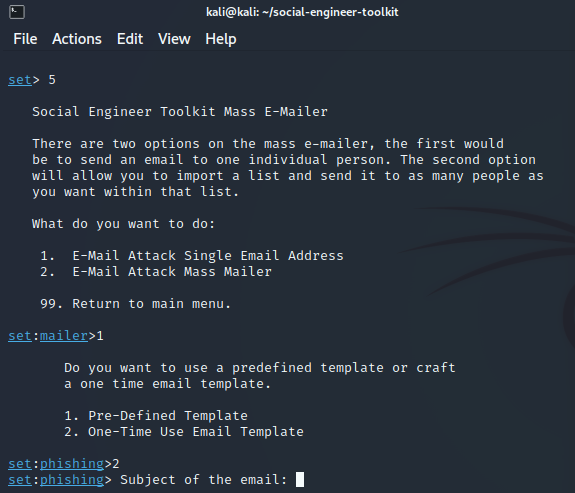 kali@kali: ~/social-engineer-toolkit
File Actions Edit View Help
set> 5
Social Engineer Toolkit Mass E-Mailer
There are two options on the mass e-mailer, the first would
be to send an email to one individual person. The second option
will allow you to import a list and send it to as many people as
you want within that list.
What do you want to do:
1. E-Mail Attack Single Email Address
2. E-Mail Attack Mass Mailer
99. Return to main menu.
set:mailer>1
Do you want to use a predefined template or craft
a one time email template.
1. Pre-Defined Template
2. One-Time Use Email Template
set:phishing>2
set:phishing> Subject of the email: